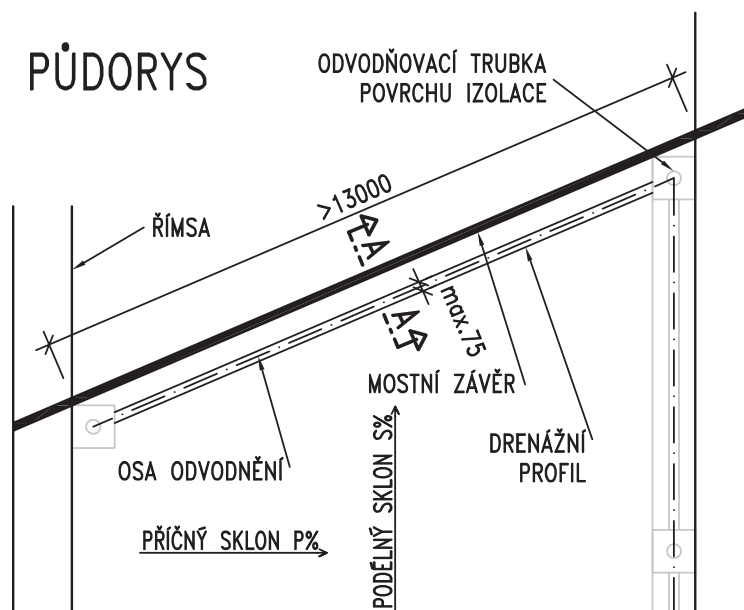 PŮDORYS
ODVODŇOVACÍ TRUBKA
POVRCHU IZOLACE
>13000
ŘÍMSA
A
A
max.75
MOSTNÍ ZÁVĚR
DRENÁŽNÍ
PROFIL
OSA ODVODNĚNÍ
PŘÍČNÝ SKLON P%
PODÉLNÝ SKLON S%